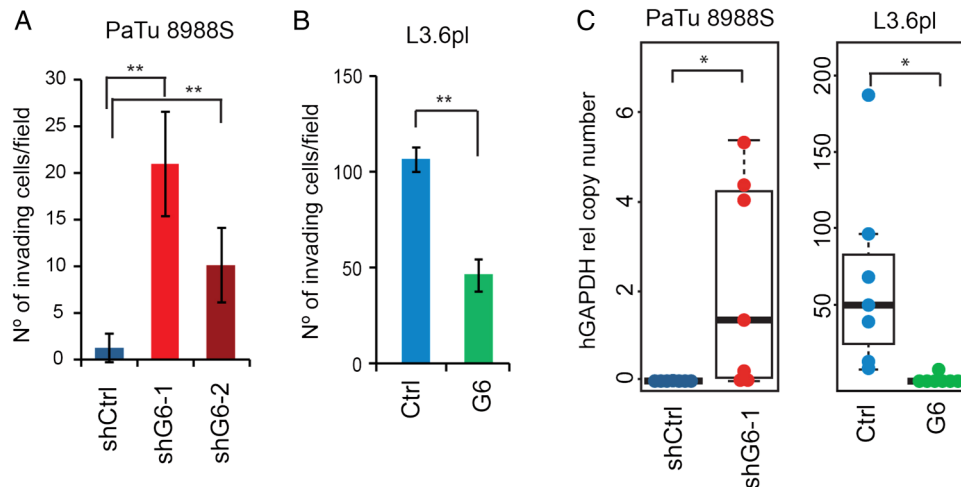 A
PaTu 8988S
Nº of invading cells/field
30
25
20
15
10
5
0
**
**
shCtrl
shG6-1
shG6-2
B
L3.6pl
Nº of invading cells/field
150
100
50
0
**
Ctrl
G6
C
PaTu 8988S
hGAPDH rel copy number
6
4
2
0
*
shCtrl
shG6-1
L3.6pl
200
150
100
50
0
*
Ctrl
G6